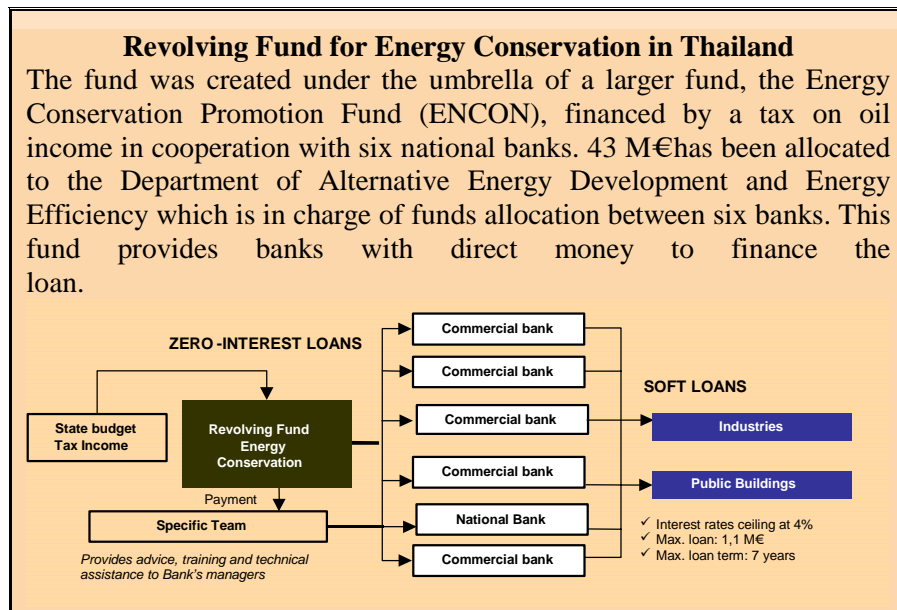 Revolving Fund for Energy Conservation in Thailand
The fund was created under the umbrella of a larger fund, the Energy
Conservation Promotion Fund (ENCON), financed by a tax on oil
income in cooperation with six national banks. 43 M€has been allocated
to the Department of Alternative Energy Development and Energy
Efficiency which is in charge of funds allocation between six banks. This
fund provides banks with direct money to finance the
loan.
ZERO -INTEREST LOANS
Commercial bank
Commercial bank
SOFT LOANS
State budget
Tax Income
Revolving Fund
Energy
Conservation
Commercial bank
Industries
Commercial bank
Public Buildings
Payment
Specific Team
National Bank
✓ Interest rates ceiling at 4%
✓ Max. loan: 1,1 M€
✓ Max. loan term: 7 years
Provides advice, training and technical
assistance to Bank's managers
Commercial bank